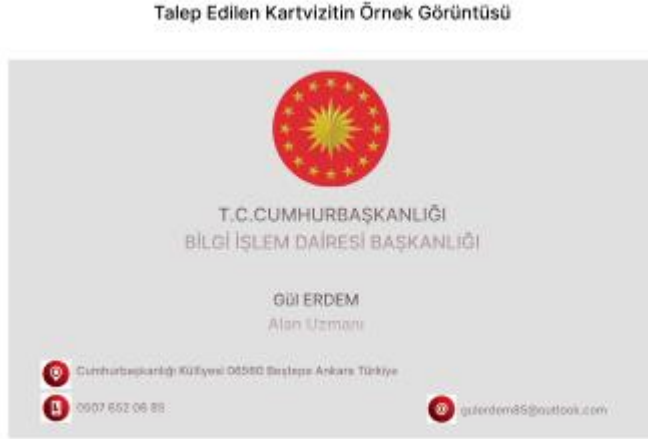 Talep Edilen Kartvizitin Örnek Görüntüsü
T.C.CUMHURBAŞKANLIĞI
BİLGİ İŞLEM DAİRESİ BAŞKANLIĞI
Gül ERDEM
Alan Uzmanı
Cumhurbaşkanlığı Külliyesi 06560 Beştepe Ankara Türkiye
0507 652 06 85
@ gulerdem85@outlook.com